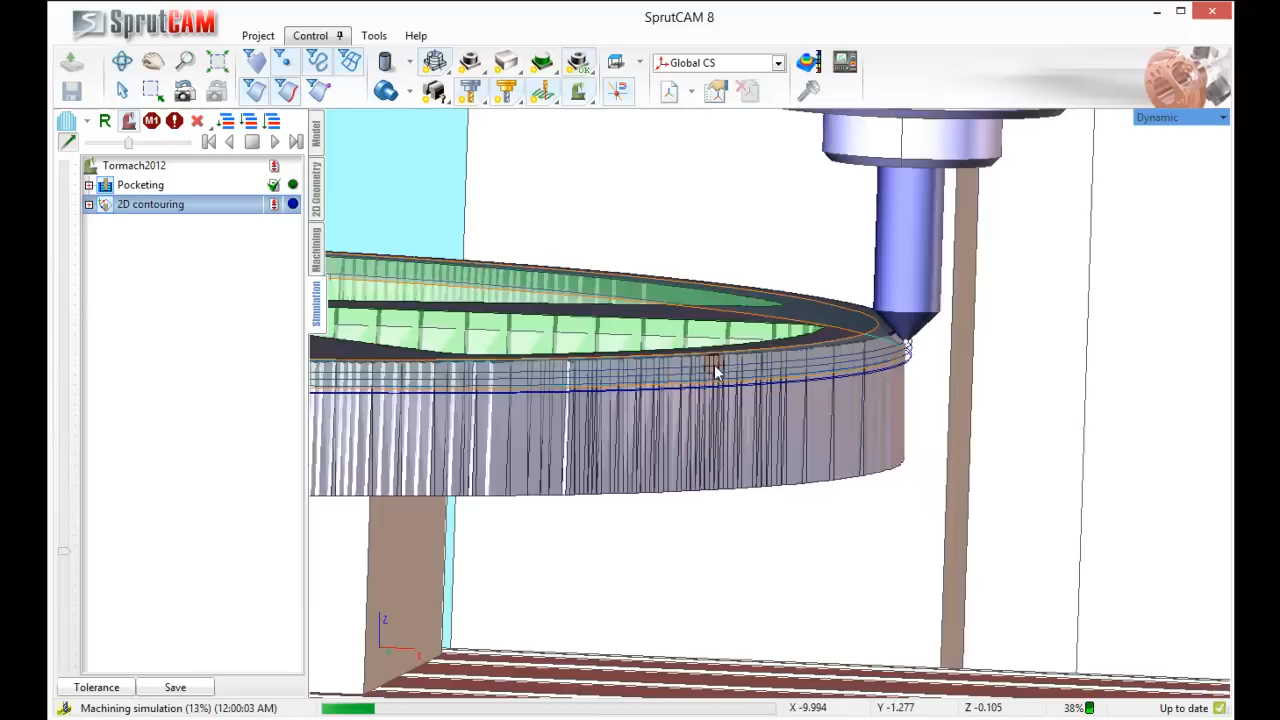 SprutCAM 8
SprutCAM
Project Control Tools Help
Global CS
Dynamic
R M1
Tormach2012
Pocketing
2D contouring
Model
2D Geometry
Machining
Simulation
Z
X
Tolerance Save
Machining simulation (13%) (12:00:03 AM) X -9.994 Y -1.277 Z -0.105 38% Up to date